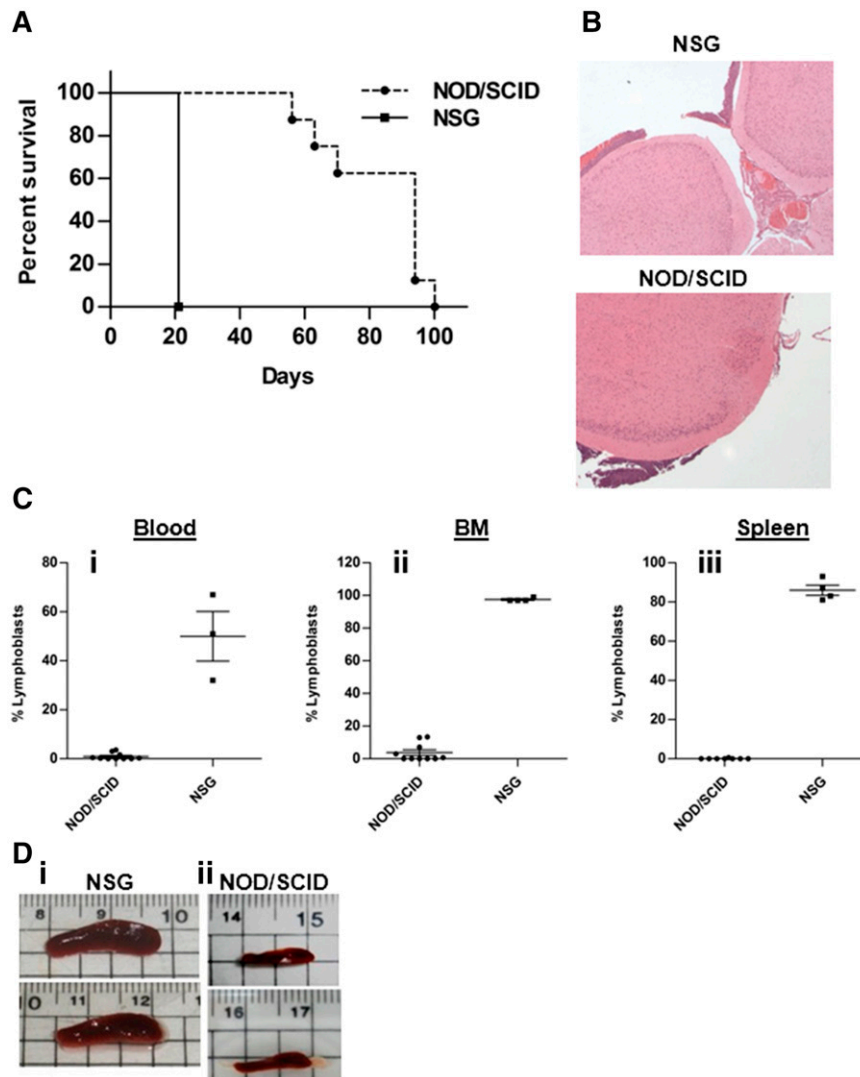 A
Percent survival
100
80
60
40
20
0
0 20 40 60 80 100
Days
NOD/SCID
NSG
B
NSG
NOD/SCID
C
Blood
i
% Lymphoblasts
80
60
40
20
0
NOD/SCID
NSG
BM
ii
% Lymphoblasts
120
100
80
60
40
20
0
NOD/SCID
NSG
Spleen
iii
% Lymphoblasts
100
80
60
40
20
0
NOD/SCID
NSG
D
i
NSG
8 9 10
0 11 12 1
ii
NOD/SCID
14 15
16 17